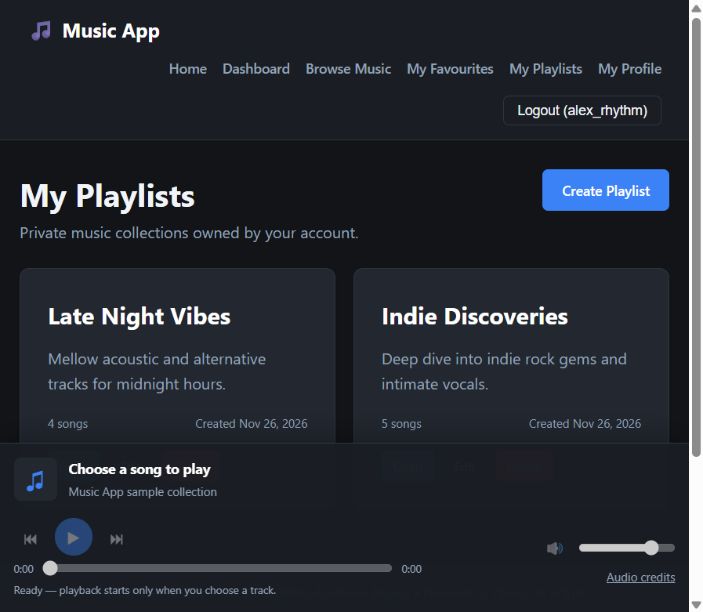 Music App
Home Dashboard Browse Music My Favourites My Playlists My Profile
Logout (alex_rhythm)
My Playlists
Create Playlist
Private music collections owned by your account.
Late Night Vibes
Mellow acoustic and alternative
tracks for midnight hours.
4 songs Created Nov 26, 2026
Indie Discoveries
Deep dive into indie rock gems and
intimate vocals.
5 songs Created Nov 26, 2026
Choose a song to play
Music App sample collection
0:00 0:00
Ready — playback starts only when you choose a track.
Audio credits